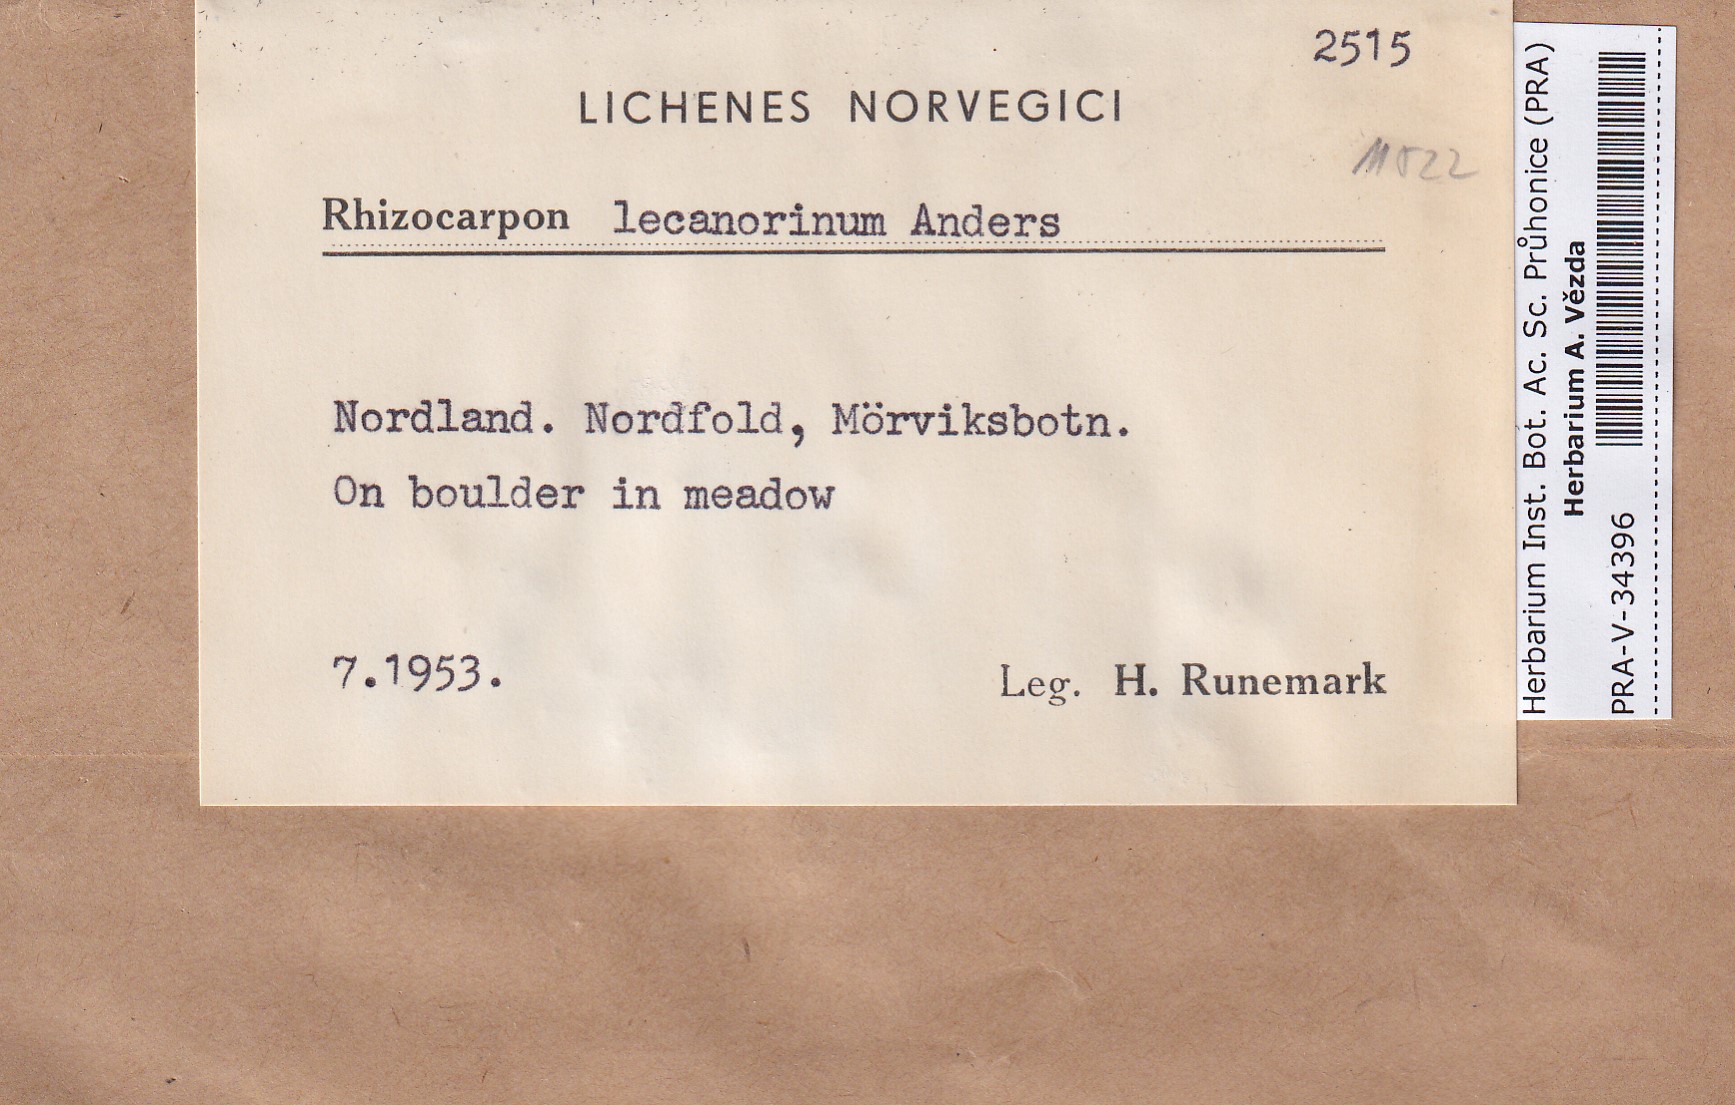 2515
LICHENES NORVEGICI
Rhizocarpon lecanorinum Anders
Nordland. Nordfold, Mörviksbotn.
On boulder in meadow
7.1953.
Leg. H. Runemark
Herbarium Inst. Bot. Ac. Sc. Průhonice (PRA)
Herbarium A. Vězda
PRA-V-34396